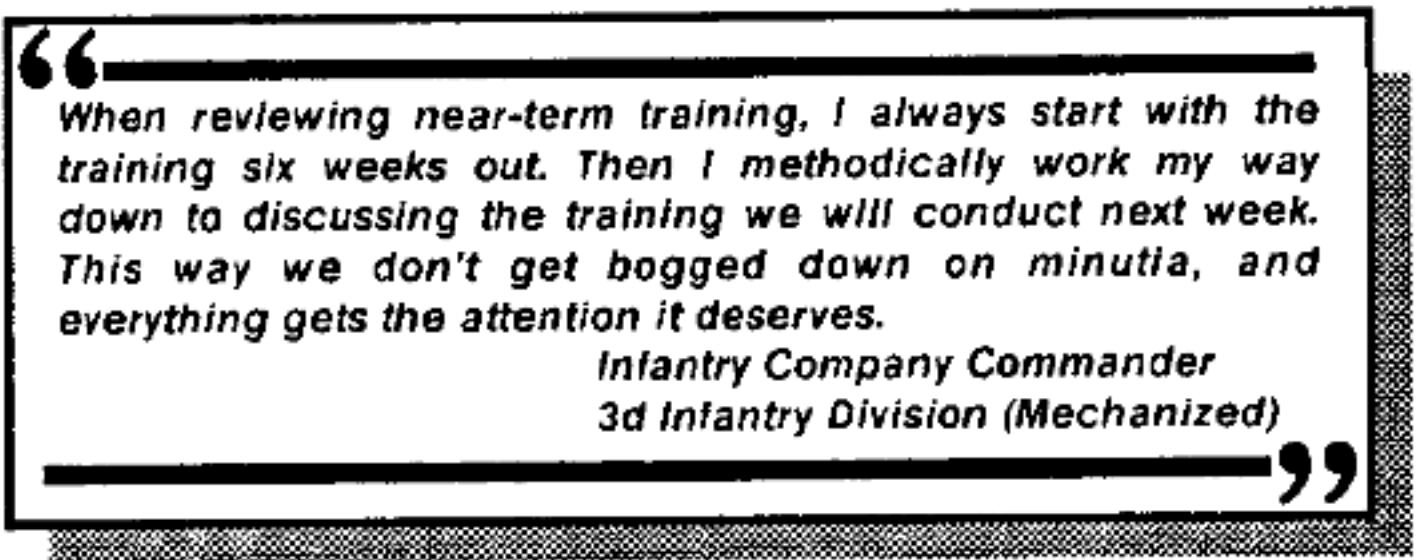 “
When reviewing near-term training, I always start with the
training six weeks out. Then I methodically work my way
down to discussing the training we will conduct next week.
This way we don't get bogged down on minutia, and
everything gets the attention it deserves.
Infantry Company Commander
3d Infantry Division (Mechanized)
”